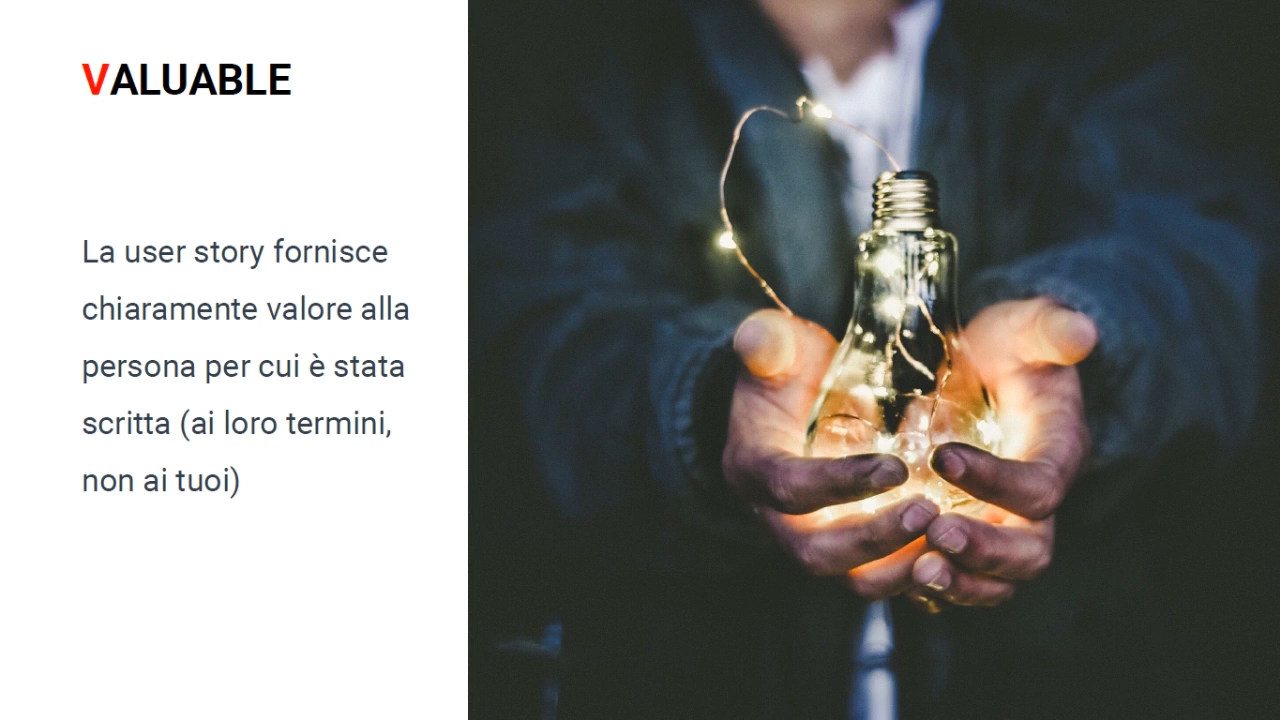 VALUABLE
La user story fornisce
chiaramente valore alla
persona per cui è stata
scritta (ai loro termini,
non ai tuoi)